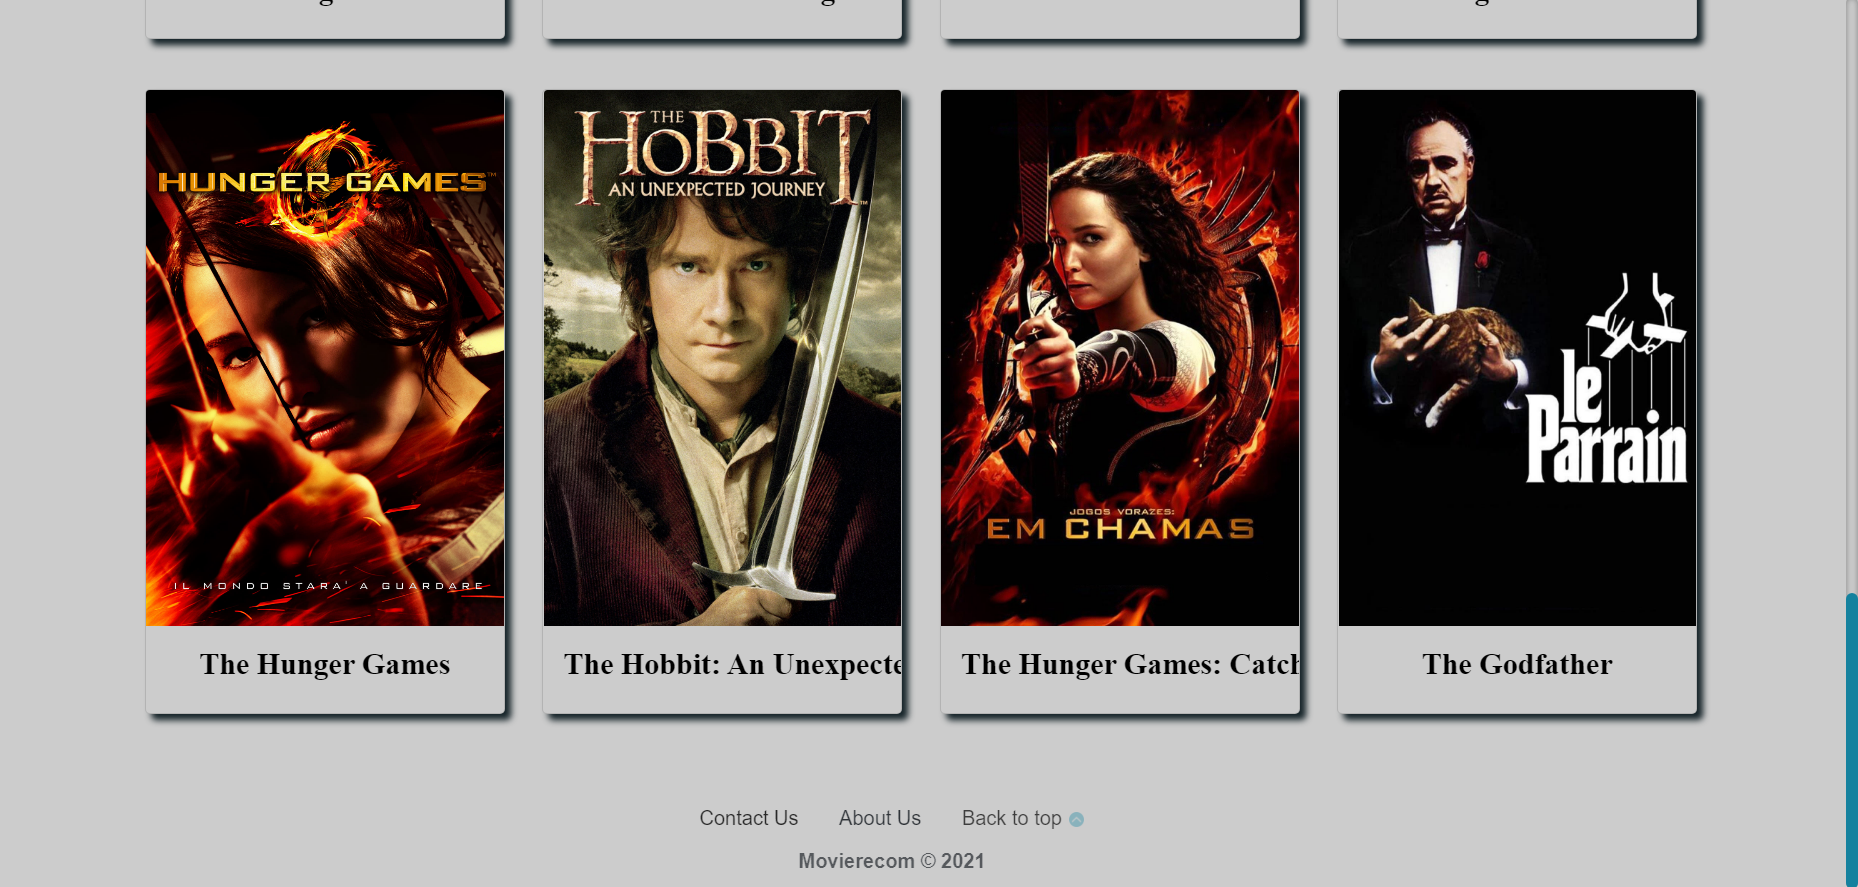 HUNGER GAMES™
IL MONDO STARA' A GUARDARE
The Hunger Games
THE
HOBBIT
AN UNEXPECTED JOURNEY
™
The Hobbit: An Unexpecte
JOGOS VORAZES:
EM CHAMAS
The Hunger Games: Catch
le
Parrain
The Godfather
Contact Us
About Us
Back to top
Movierecom © 2021